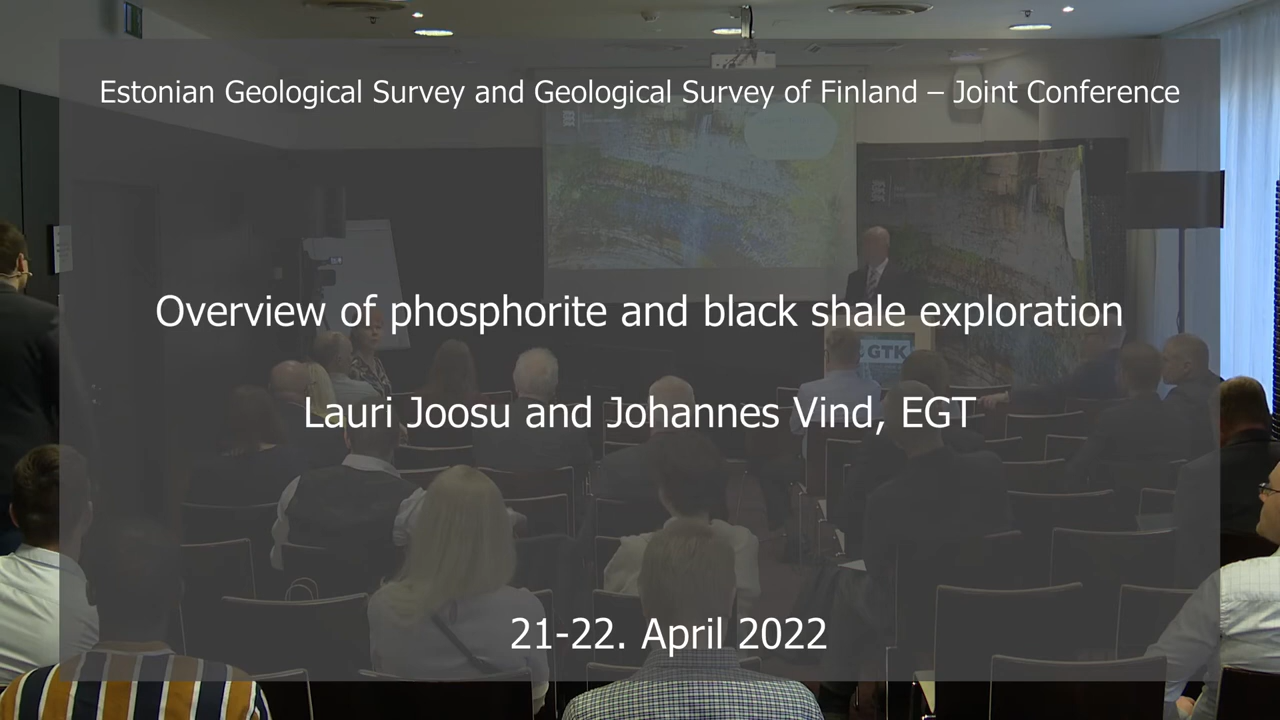 Estonian Geological Survey and Geological Survey of Finland – Joint Conference
Overview of phosphorite and black shale exploration
GTK
Lauri Joosu and Johannes Vind, EGT
21-22. April 2022